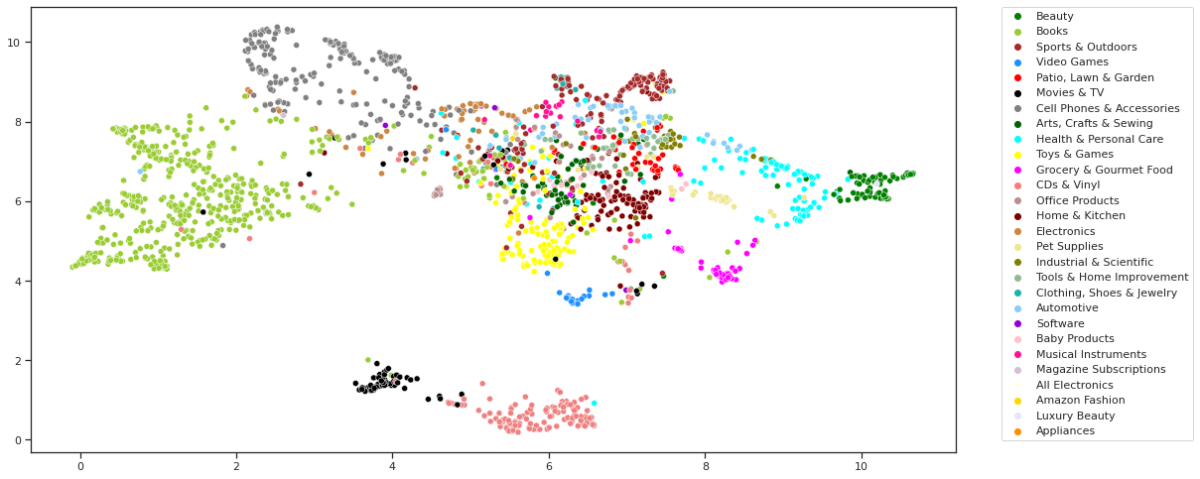 10
8
6
4
2
0
0
2
4
6
8
10
Beauty
Books
Sports & Outdoors
Video Games
Patio, Lawn & Garden
Movies & TV
Cell Phones & Accessories
Arts, Crafts & Sewing
Health & Personal Care
Toys & Games
Grocery & Gourmet Food
CDs & Vinyl
Office Products
Home & Kitchen
Electronics
Pet Supplies
Industrial & Scientific
Tools & Home Improvement
Clothing, Shoes & Jewelry
Automotive
Software
Baby Products
Musical Instruments
Magazine Subscriptions
All Electronics
Amazon Fashion
Luxury Beauty
Appliances